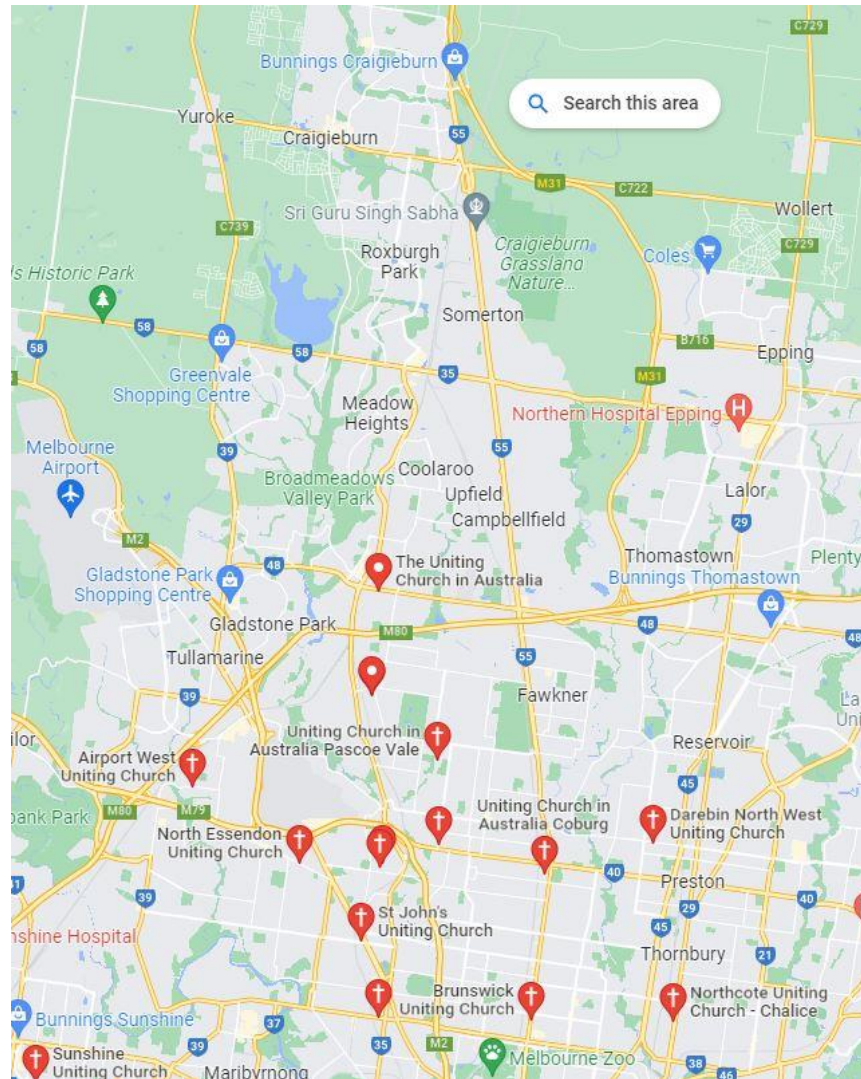 C729
Bunnings Craigieburn
Search this area
Yuroke
Craigieburn
55
M31
C722
Sri Guru Singh Sabha
Wollert
C739
C729
Roxburgh
Park
Craigieburn
Grassland
Nature...
Coles
ls Historic Park
Somerton
58
58
58
B716
Epping
Greenvale
Shopping Centre
35
M31
Meadow
Heights
Northern Hospital Epping
H
39
55
Melbourne
Airport
Coolaroo
Broadmeadows
Valley Park
Upfield
Lalor
Campbellfield
29
M2
Thomastown
Plenty
48
The Uniting
Church in Australia
Gladstone Park
Shopping Centre
Bunnings Thomastown
Gladstone Park
M80
48
48
Tullamarine
55
39
Fawkner
La
Uni
Uniting Church in
Australia Pascoe Vale
ilor
Reservoir
Airport West
Uniting Church
45
M80
M79
bank Park
Uniting Church in
Australia Coburg
Darebin North West
Uniting Church
North Essendon
Uniting Church
40
Preston
40
39
St John's
Uniting Church
29
45
nshine Hospital
Thornbury
21
Brunswick
Uniting Church
Northcote Uniting
Church - Chalice
Bunnings Sunshine
37
39
35
M2
Sunshine
Uniting Church
Melbourne Zoo
38
46
Maribyrnong